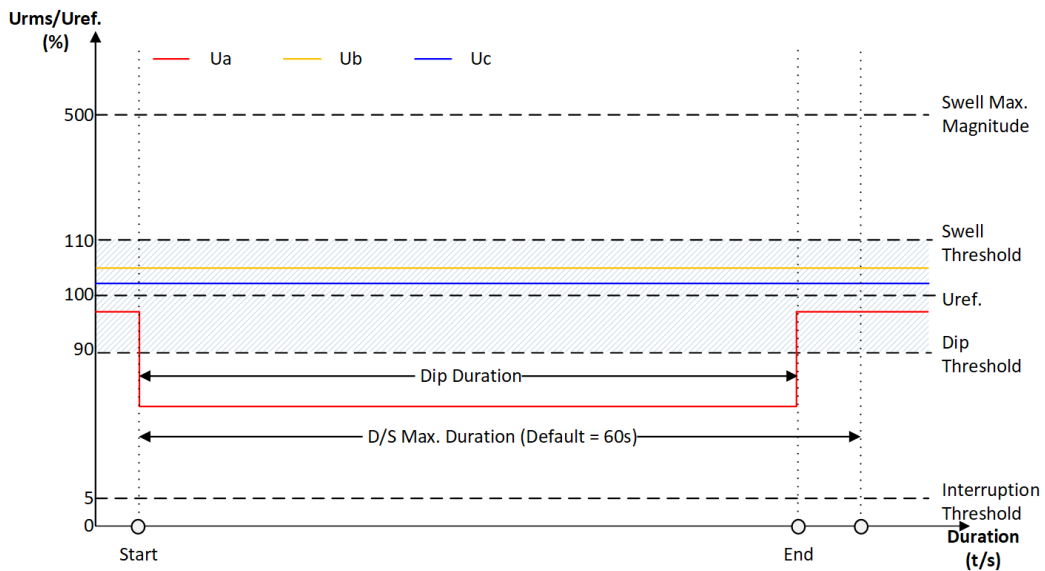 Urms/Uref.
(%)
Ua
Ub
Uc
500
Swell Max.
Magnitude
110
Swell
Threshold
100
Uref.
90
Dip
Threshold
Dip Duration
D/S Max. Duration (Default = 60s)
5
Interruption
Threshold
0
Duration
(t/s)
Start
End